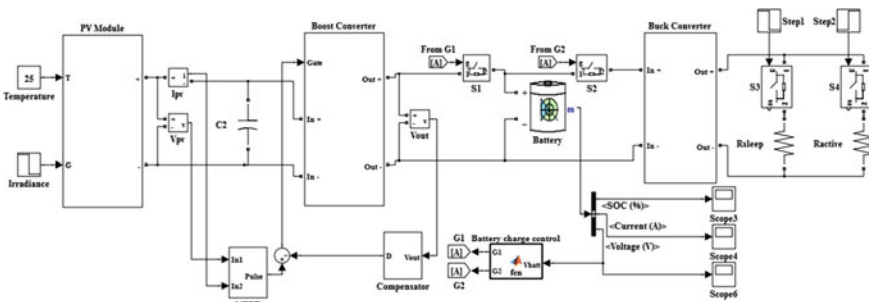 PV Module
Boost Converter
Buck Converter
Step1
Step2
From G1
[A]
From G2
[A]
25
Temperature
T
G
+
-
Irradiance
Ipv
Vpv
C2
Gate
In +
In -
Out +
Out -
Vout
S1
S2
Battery
m
In +
In -
Out +
Out -
S3
S4
Rsleep
Ractive
In1
In2
Pulse
D
Vout
Compensator
G1
[A]
[A]
G2
Battery charge control
G1
G2
fcn
Vbatt
<SOC (%)>
<Current (A)>
<Voltage (V)>
Scope3
Scope4
Scope6